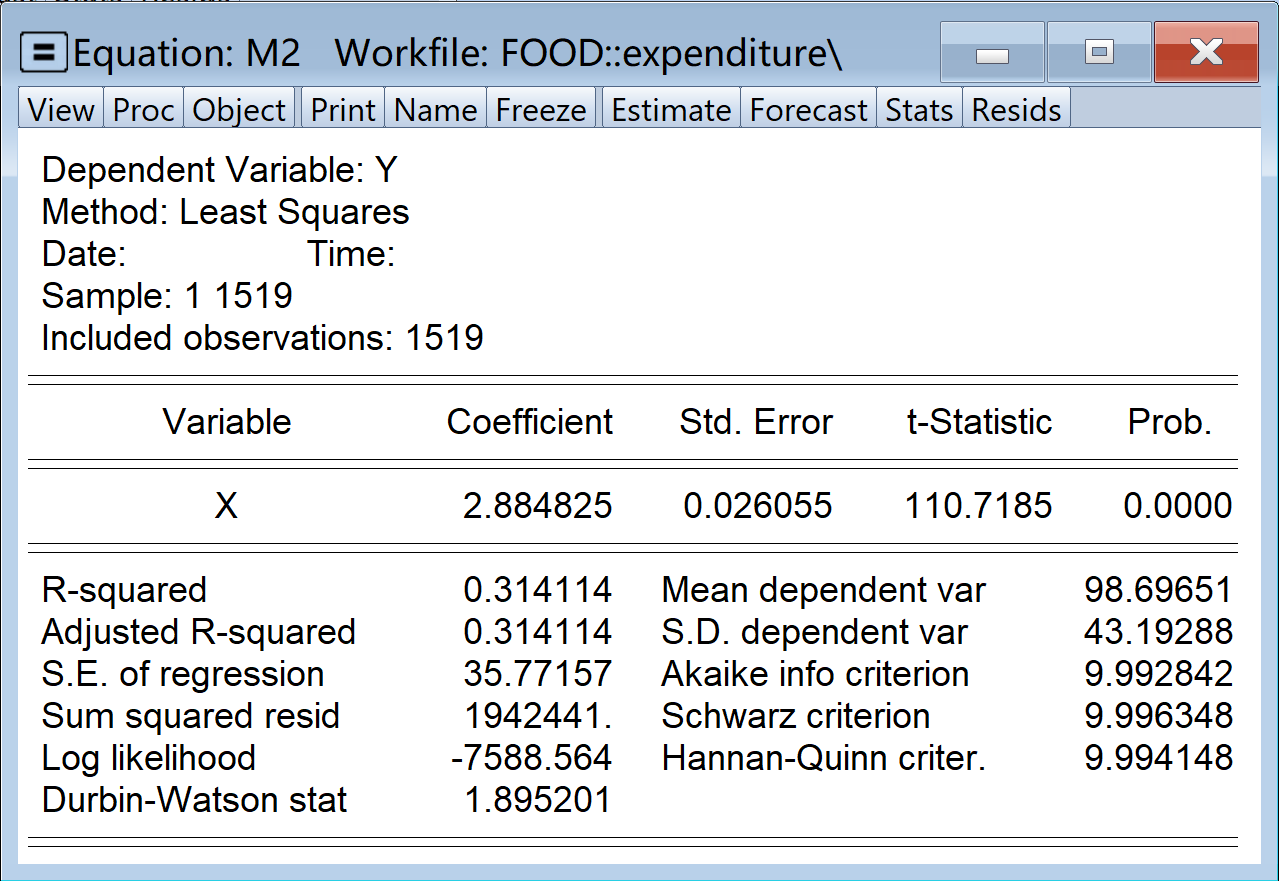 Equation: M2 Workfile: FOOD::expenditure\
View Proc Object Print Name Freeze Estimate Forecast Stats Resids
Dependent Variable: Y
Method: Least Squares
Date: Time:
Sample: 1 1519
Included observations: 1519
Variable Coefficient Std. Error t-Statistic Prob.
X 2.884825 0.026055 110.7185 0.0000
R-squared 0.314114 Mean dependent var 98.69651
Adjusted R-squared 0.314114 S.D. dependent var 43.19288
S.E. of regression 35.77157 Akaike info criterion 9.992842
Sum squared resid 1942441. Schwarz criterion 9.996348
Log likelihood -7588.564 Hannan-Quinn criter. 9.994148
Durbin-Watson stat 1.895201